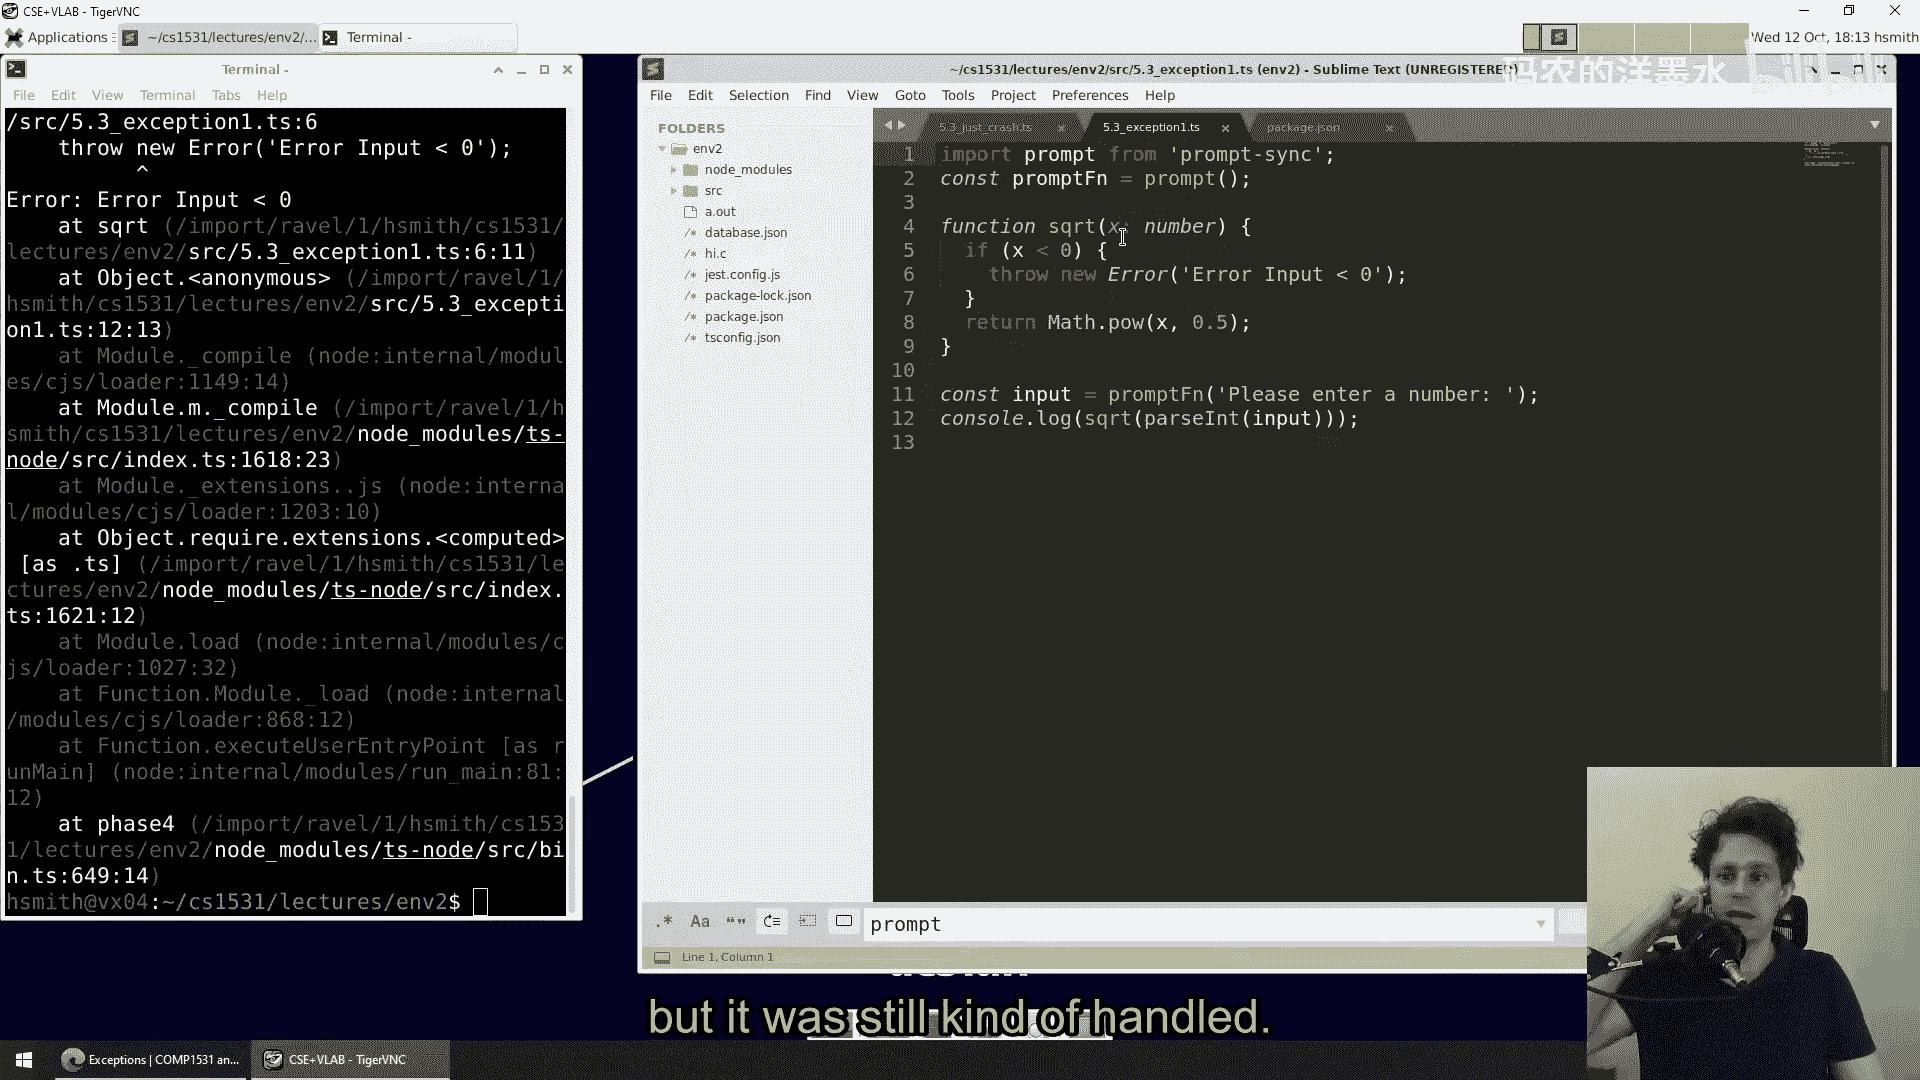 CSE+VLAB - TigerVNC
Applications
~/cs1531/lectures/env2/...
Terminal -
Wed 12 Oct, 18:13 hsmith
Terminal -
File Edit View Terminal Tabs Help
/src/5.3_exception1.ts:6
throw new Error('Error Input < 0');
^
Error: Error Input < 0
at sqrt (/import/ravel/1/hsmith/cs1531/
lectures/env2/src/5.3_exception1.ts:6:11)
at Object.<anonymous> (/import/ravel/1/
hsmith/cs1531/lectures/env2/src/5.3_excepti
on1.ts:12:13)
at Module._compile (node:internal/modul
es/cjs/loader:1149:14)
at Module.m._compile (/import/ravel/1/h
smith/cs1531/lectures/env2/node_modules/ts-
node/src/index.ts:1618:23)
at Module._extensions..js (node:interna
l/modules/cjs/loader:1203:10)
at Object.require.extensions.<computed>
[as .ts] (/import/ravel/1/hsmith/cs1531/le
ctures/env2/node_modules/ts-node/src/index.
ts:1621:12)
at Module.load (node:internal/modules/c
js/loader:1027:32)
at Function.Module._load (node:internal
/modules/cjs/loader:868:12)
at Function.executeUserEntryPoint [as r
unMain] (node:internal/modules/run_main:81:
12)
at phase4 (/import/ravel/1/hsmith/cs153
1/lectures/env2/node_modules/ts-node/src/bi
n.ts:649:14)
hsmith@vx04:~/cs1531/lectures/env2$
~/cs1531/lectures/env2/src/5.3_exception1.ts (env2) - Sublime Text (UNREGISTERED)
码农的洋墨水 bilibili
File Edit Selection Find View Goto Tools Project Preferences Help
FOLDERS
env2
node_modules
src
a.out
/* database.json
/* hi.c
/* jest.config.js
/* package-lock.json
/* package.json
/* tsconfig.json
5.3_just_crash.ts
5.3_exception1.ts
package.json
1 import prompt from 'prompt-sync';
2 const promptFn = prompt();
3
4 function sqrt(x: number) {
5 if (x < 0) {
6 throw new Error('Error Input < 0');
7 }
8 return Math.pow(x, 0.5);
9 }
10
11 const input = promptFn('Please enter a number: ');
12 console.log(sqrt(parseInt(input)));
13
.* Aa "" prompt
Line 1, Column 1
but it was still kind of handled.
Exceptions | COMP1531 an...
CSE+VLAB - TigerVNC